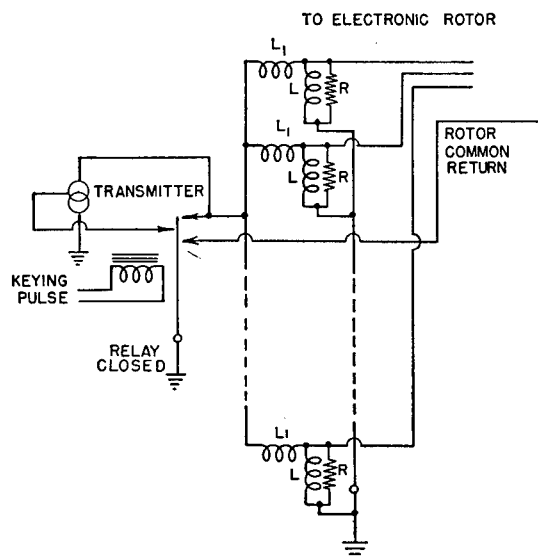 TO ELECTRONIC ROTOR
L1
L
R
L1
L
R
ROTOR
COMMON
RETURN
TRANSMITTER
KEYING
PULSE
RELAY
CLOSED
L1
L
R